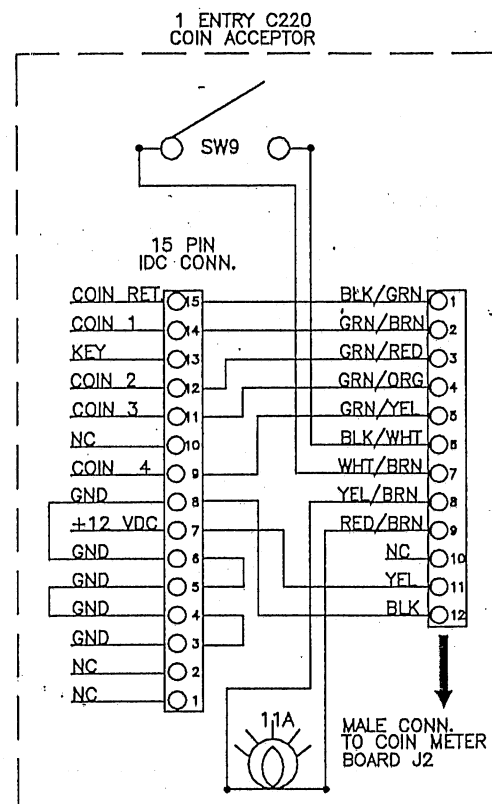 1 ENTRY C220
COIN ACCEPTOR
SW9
15 PIN
IDC CONN.
COIN RET. 15 BLK/GRN 1
COIN 1 14 GRN/BRN 2
KEY 13 GRN/RED 3
COIN 2 12 GRN/ORG 4
COIN 3 11 GRN/YEL 5
NC 10 BLK/WHT 6
COIN 4 9 WHT/BRN 7
GND 8 YEL/BRN 8
+12 VDC 7 RED/BRN 9
GND 6 NC 10
GND 5 YEL 11
GND 4 BLK 12
GND 3
NC 2
NC 1
11A
MALE CONN.
TO COIN METER
BOARD J2